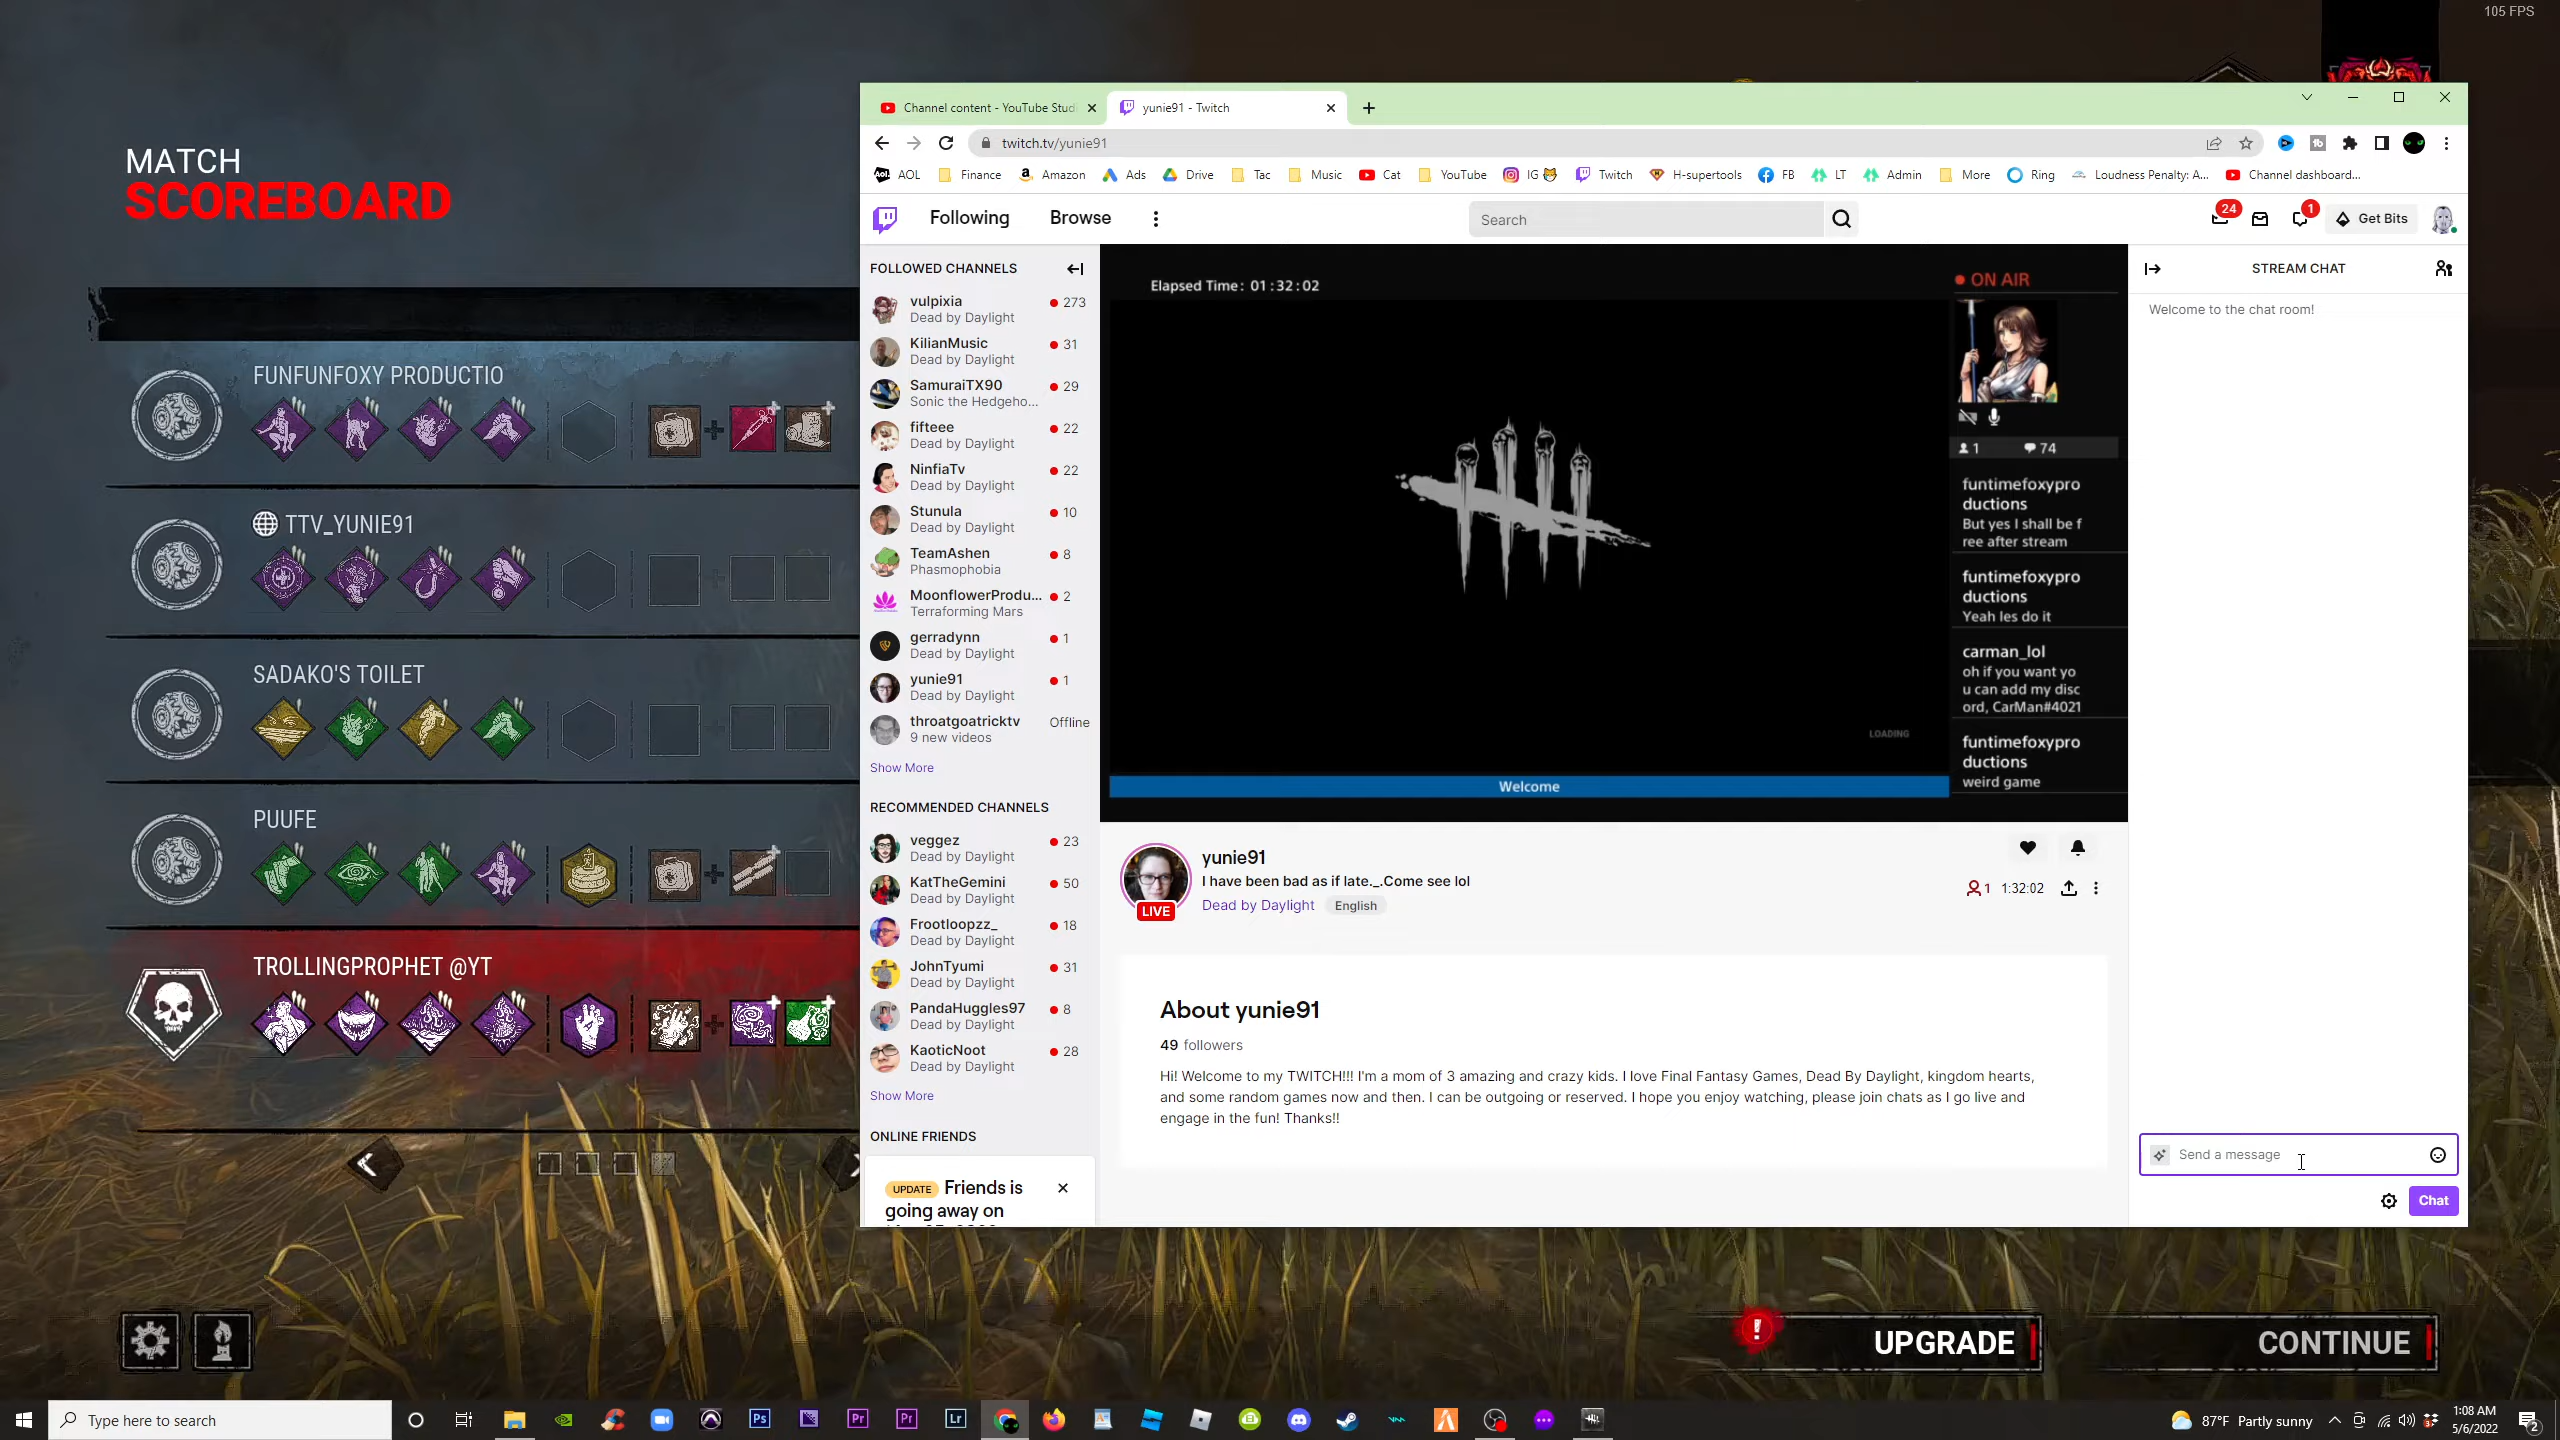 105 FPS
MATCH
SCOREBOARD
FUNFUNFOXY PRODUCTIO
TTV_YUNIE91
SADAKO'S TOILET
PUUFE
TROLLINGPROPHET @YT
Channel content - YouTube Stud
yunie91 - Twitch
twitch.tv/yunie91
AOL
Finance
Amazon
Ads
Drive
Tac
Music
Cat
YouTube
IG
Twitch
H-supertools
FB
LT
Admin
More
Ring
Loudness Penalty: A...
Channel dashboard...
Following
Browse
Search
24
1
Get Bits
FOLLOWED CHANNELS
vulpixia
273
Dead by Daylight
KilianMusic
31
Dead by Daylight
SamuraiTX90
29
Sonic the Hedgeho...
fifteee
22
Dead by Daylight
NinfiaTv
22
Dead by Daylight
Stunula
10
Dead by Daylight
TeamAshen
8
Phasmophobia
MoonflowerProdu...
2
Terraforming Mars
gerradynn
1
Dead by Daylight
yunie91
1
Dead by Daylight
throatgoatricktv
Offline
9 new videos
Show More
RECOMMENDED CHANNELS
veggez
23
Dead by Daylight
KatTheGemini
50
Dead by Daylight
Frootloopzz_
18
Dead by Daylight
JohnTyumi
31
Dead by Daylight
PandaHuggles97
8
Dead by Daylight
KaoticNoot
28
Dead by Daylight
Show More
ONLINE FRIENDS
UPDATE Friends is
going away on
Elapsed Time: 01:32:02
LOADING
Welcome
ON AIR
1
74
funtimefoxypro
ductions
But yes I shall be f
ree after stream
funtimefoxypro
ductions
Yeah les do it
carman_lol
oh if you want yo
u can add my disc
ord, CarMan#4021
funtimefoxypro
ductions
weird game
yunie91
I have been bad as if late._.Come see lol
Dead by Daylight
English
LIVE
1
1:32:02
About yunie91
49 followers
Hi! Welcome to my TWITCH!!! I'm a mom of 3 amazing and crazy kids. I love Final Fantasy Games, Dead By Daylight, kingdom hearts,
and some random games now and then. I can be outgoing or reserved. I hope you enjoy watching, please join chats as I go live and
engage in the fun! Thanks!!
STREAM CHAT
Welcome to the chat room!
Send a message
Chat
UPGRADE
CONTINUE
Type here to search
Ps
Pr
Pr
Lr
87°F Partly sunny
1:08 AM
5/6/2022
2